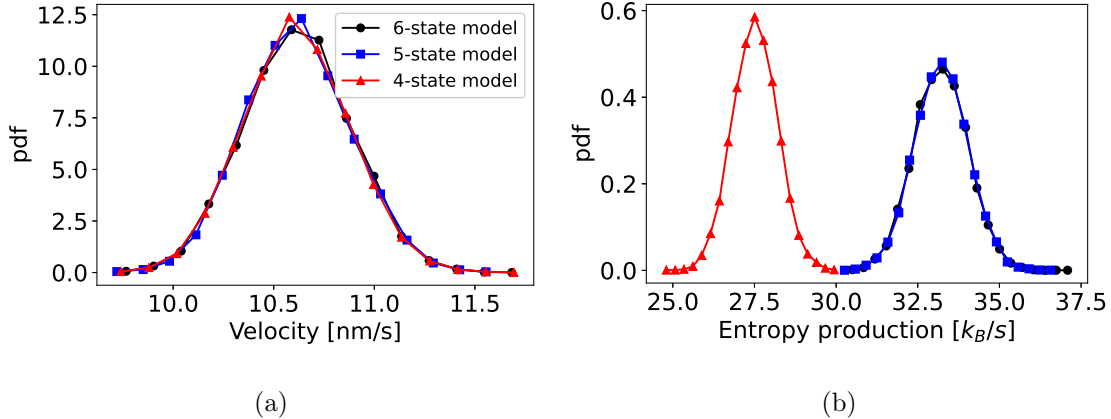 12.5
10.0
7.5
5.0
2.5
0.0
pdf
10.0
10.5
11.0
11.5
Velocity [nm/s]
6-state model
5-state model
4-state model
(a)
0.6
0.4
0.2
0.0
pdf
25.0
27.5
30.0
32.5
35.0
37.5
Entropy production [k_B/s]
(b)